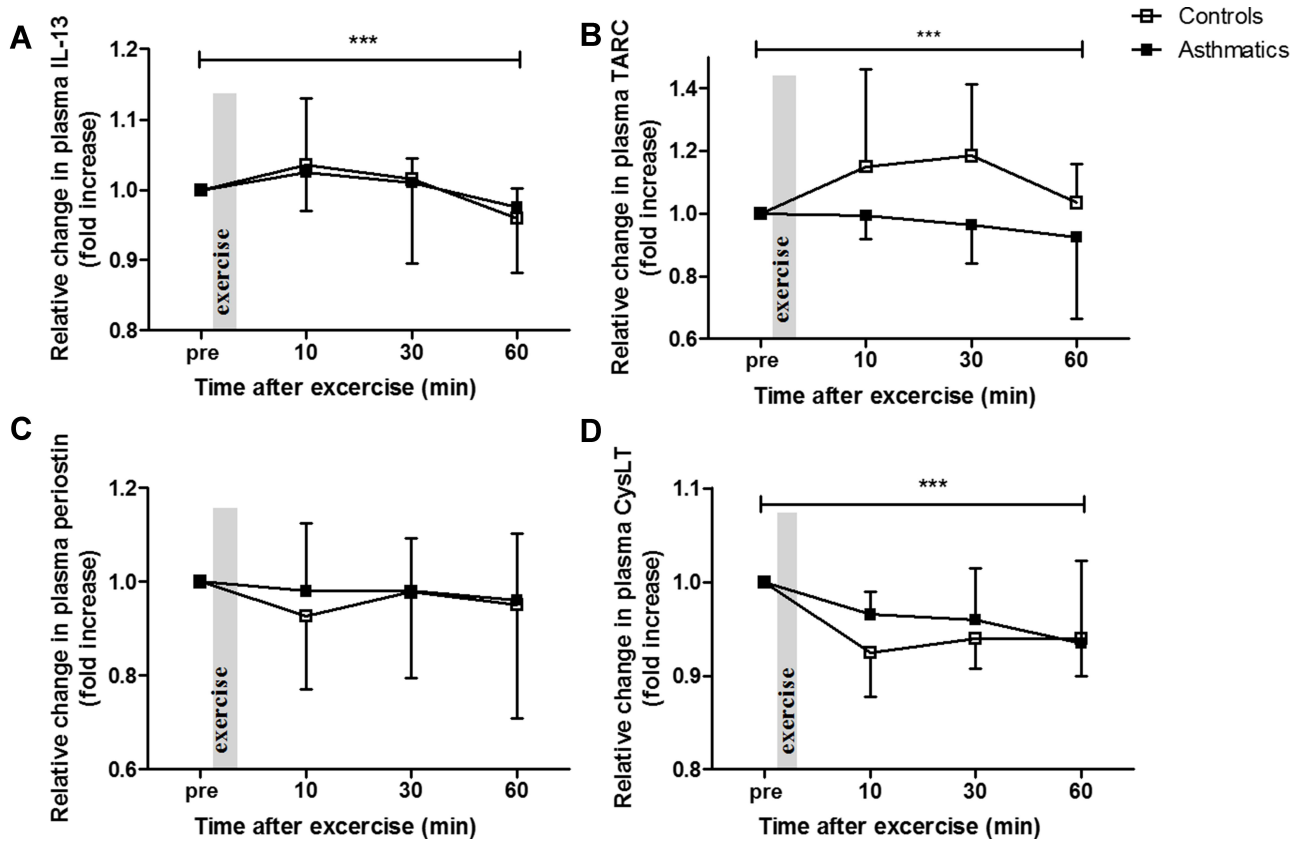 Controls
Asthmatics
A
Relative change in plasma IL-13
(fold increase)
1.2
1.1
1.0
0.9
0.8
***
exercise
pre 10 30 60
Time after excercise (min)
B
Relative change in plasma TARC
(fold increase)
1.4
1.2
1.0
0.8
0.6
***
exercise
pre 10 30 60
Time after excercise (min)
C
Relative change in plasma periostin
(fold increase)
1.2
1.0
0.8
0.6
exercise
pre 10 30 60
Time after excercise (min)
D
Relative change in plasma CysLT
(fold increase)
1.1
1.0
0.9
0.8
***
exercise
pre 10 30 60
Time after excercise (min)